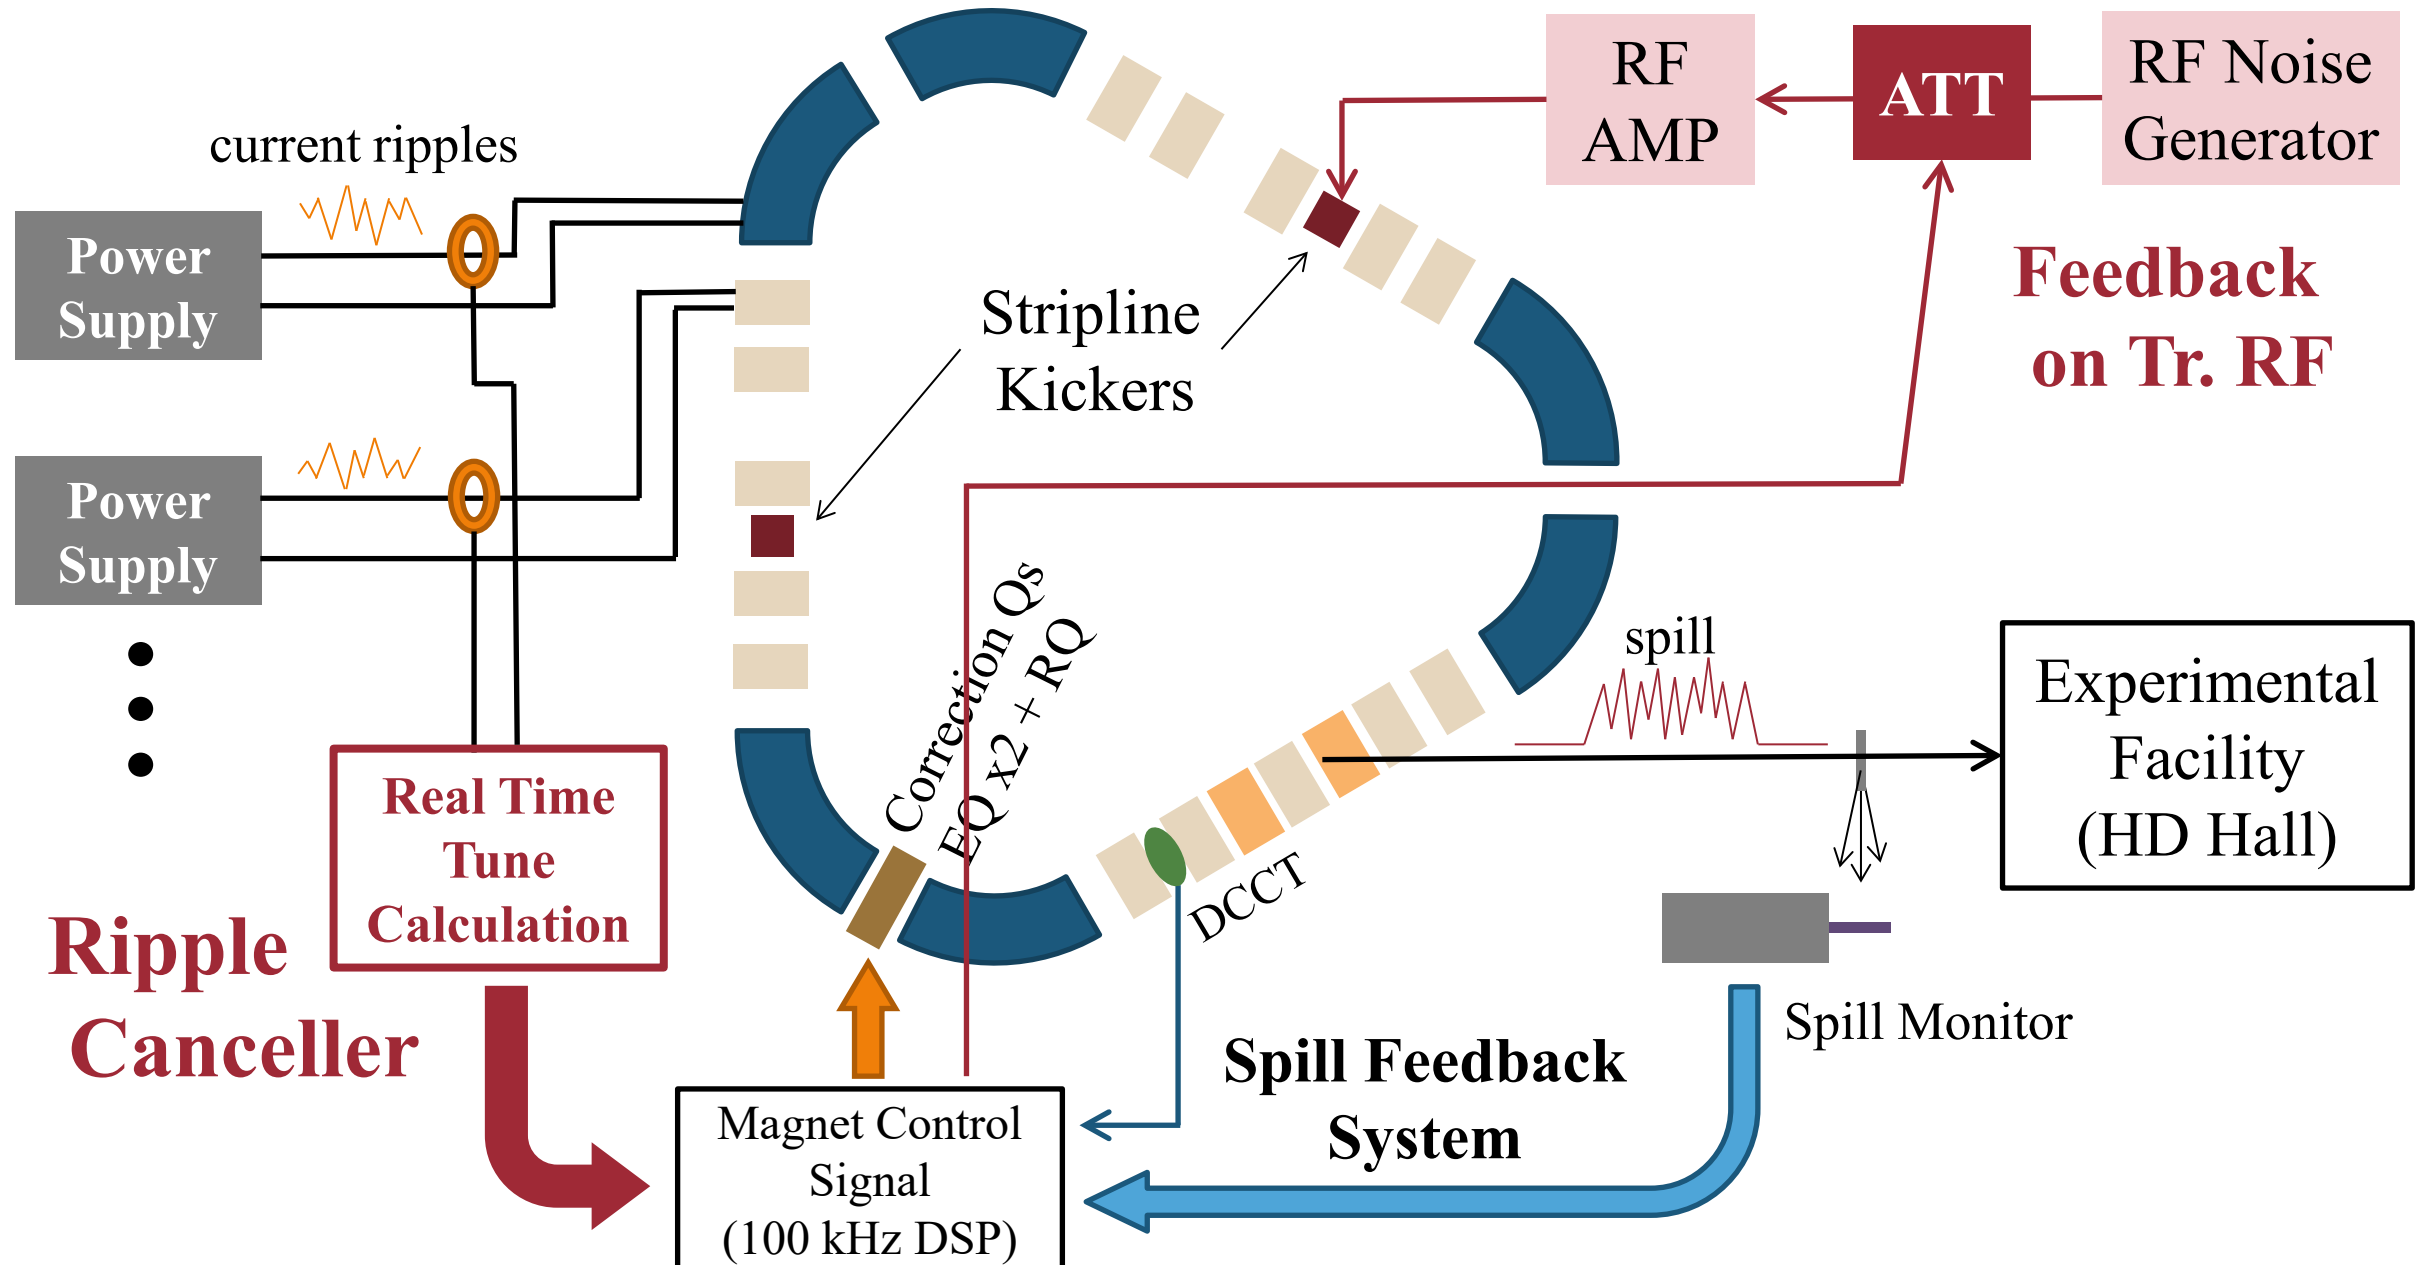 RF
AMP
ATT
RF Noise
Generator
current ripples
Power
Supply
Feedback
on Tr. RF
Stripline
Kickers
Power
Supply
Correction Qs
EQ x2 + RQ
spill
Experimental
Facility
(HD Hall)
Real Time
Tune
Calculation
DCCT
Ripple
Canceller
Spill Monitor
Spill Feedback
System
Magnet Control
Signal
(100 kHz DSP)